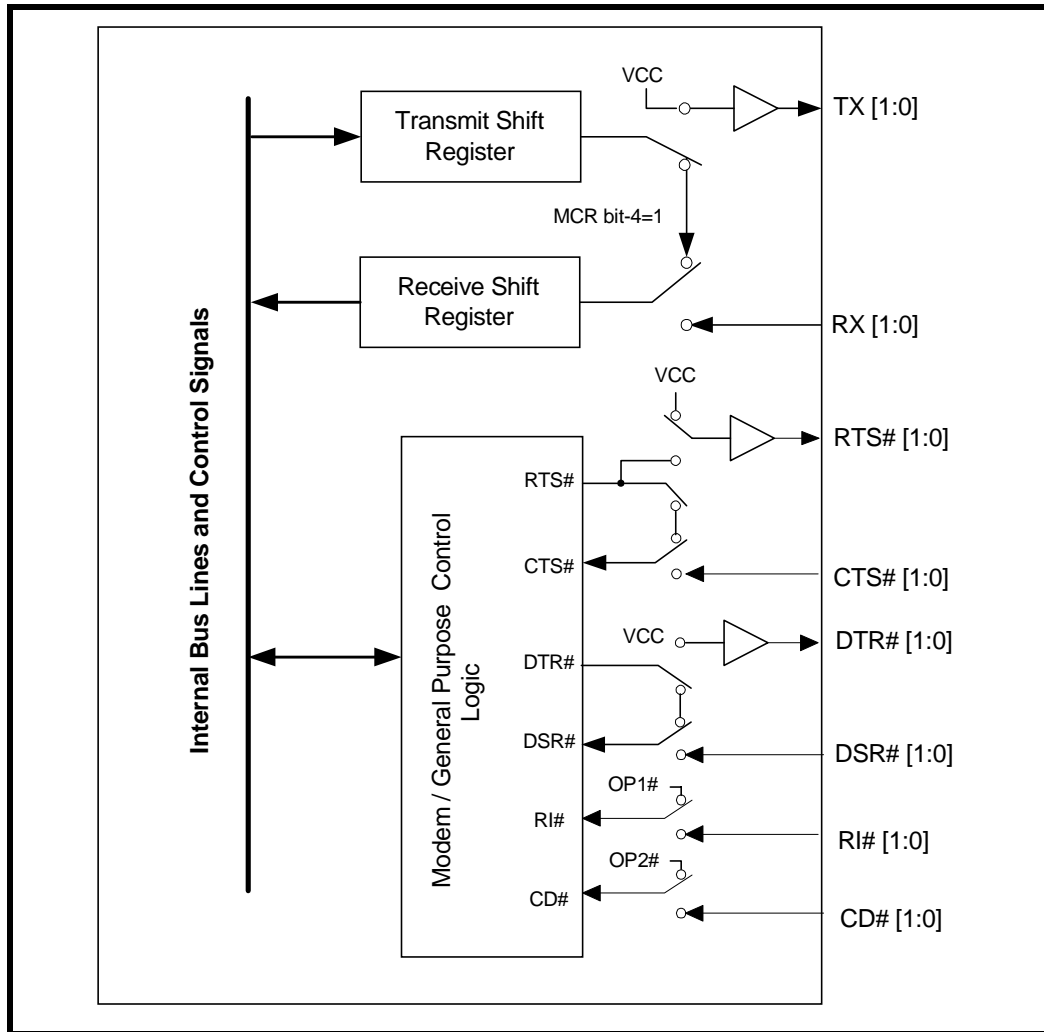 VCC
TX [1:0]
Transmit Shift
Register
MCR bit-4=1
Receive Shift
Register
RX [1:0]
Internal Bus Lines and Control Signals
VCC
RTS# [1:0]
Modem / General Purpose Control
Logic
RTS#
CTS#
CTS# [1:0]
VCC
DTR# [1:0]
DTR#
DSR#
DSR# [1:0]
OP1#
RI#
RI# [1:0]
OP2#
CD#
CD# [1:0]